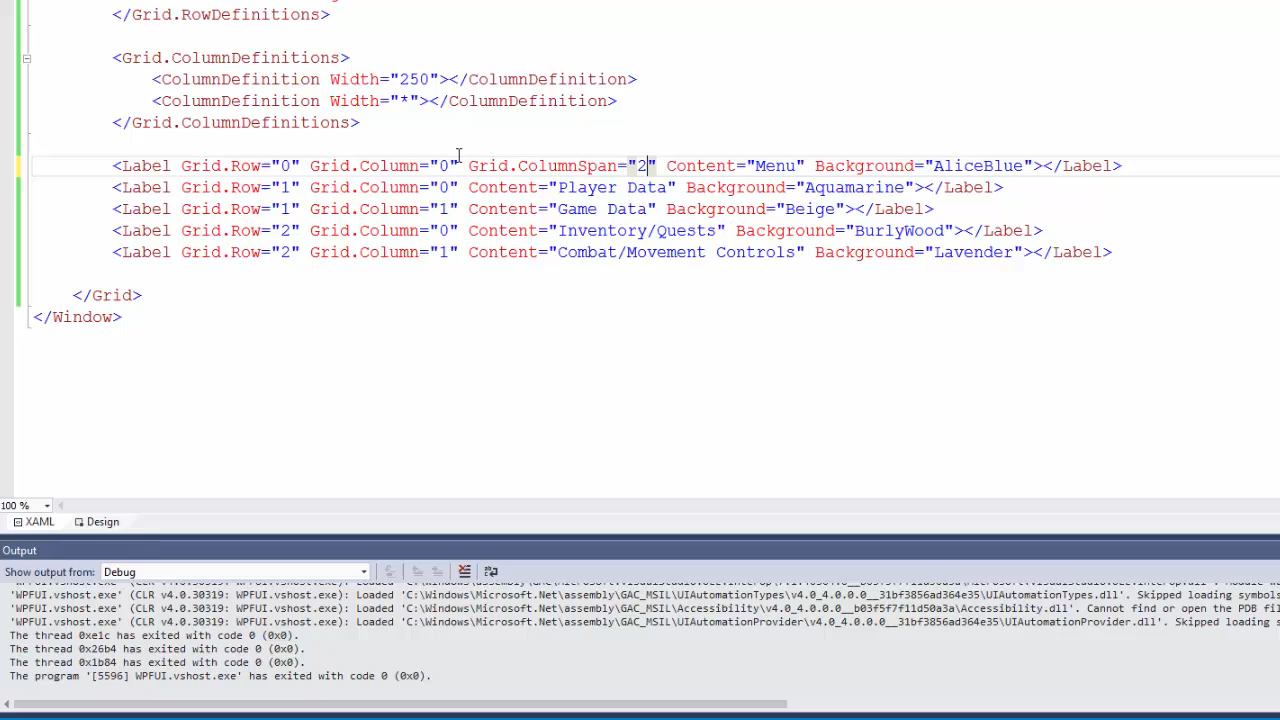 </Grid.RowDefinitions>
<Grid.ColumnDefinitions>
<ColumnDefinition Width="250"></ColumnDefinition>
<ColumnDefinition Width="*"></ColumnDefinition>
</Grid.ColumnDefinitions>
<Label Grid.Row="0" Grid.Column="0" Grid.ColumnSpan="2" Content="Menu" Background="AliceBlue"></Label>
<Label Grid.Row="1" Grid.Column="0" Content="Player Data" Background="Aquamarine"></Label>
<Label Grid.Row="1" Grid.Column="1" Content="Game Data" Background="Beige"></Label>
<Label Grid.Row="2" Grid.Column="0" Content="Inventory/Quests" Background="BurlyWood"></Label>
<Label Grid.Row="2" Grid.Column="1" Content="Combat/Movement Controls" Background="Lavender"></Label>
</Grid>
</Window>
100 %
XAML Design
Output
Show output from: Debug
'WPFUI.vshost.exe' (CLR v4.0.30319: WPFUI.vshost.exe): Loaded
'WPFUI.vshost.exe' (CLR v4.0.30319: WPFUI.vshost.exe): Loaded 'C:\Windows\Microsoft.Net\assembly\GAC_MSIL\UIAutomationTypes\v4.0_4.0.0.0__31bf3856ad364e35\UIAutomationTypes.dll'. Skipped loading symbols
'WPFUI.vshost.exe' (CLR v4.0.30319: WPFUI.vshost.exe): Loaded 'C:\Windows\Microsoft.Net\assembly\GAC_MSIL\Accessibility\v4.0_4.0.0.0__b03f5f7f11d50a3a\Accessibility.dll'. Cannot find or open the PDB fil
'WPFUI.vshost.exe' (CLR v4.0.30319: WPFUI.vshost.exe): Loaded 'C:\Windows\Microsoft.Net\assembly\GAC_MSIL\UIAutomationProvider\v4.0_4.0.0.0__31bf3856ad364e35\UIAutomationProvider.dll'. Skipped loading s
The thread 0xe1c has exited with code 0 (0x0).
The thread 0x26b4 has exited with code 0 (0x0).
The thread 0x1b84 has exited with code 0 (0x0).
The program '[5596] WPFUI.vshost.exe' has exited with code 0 (0x0).